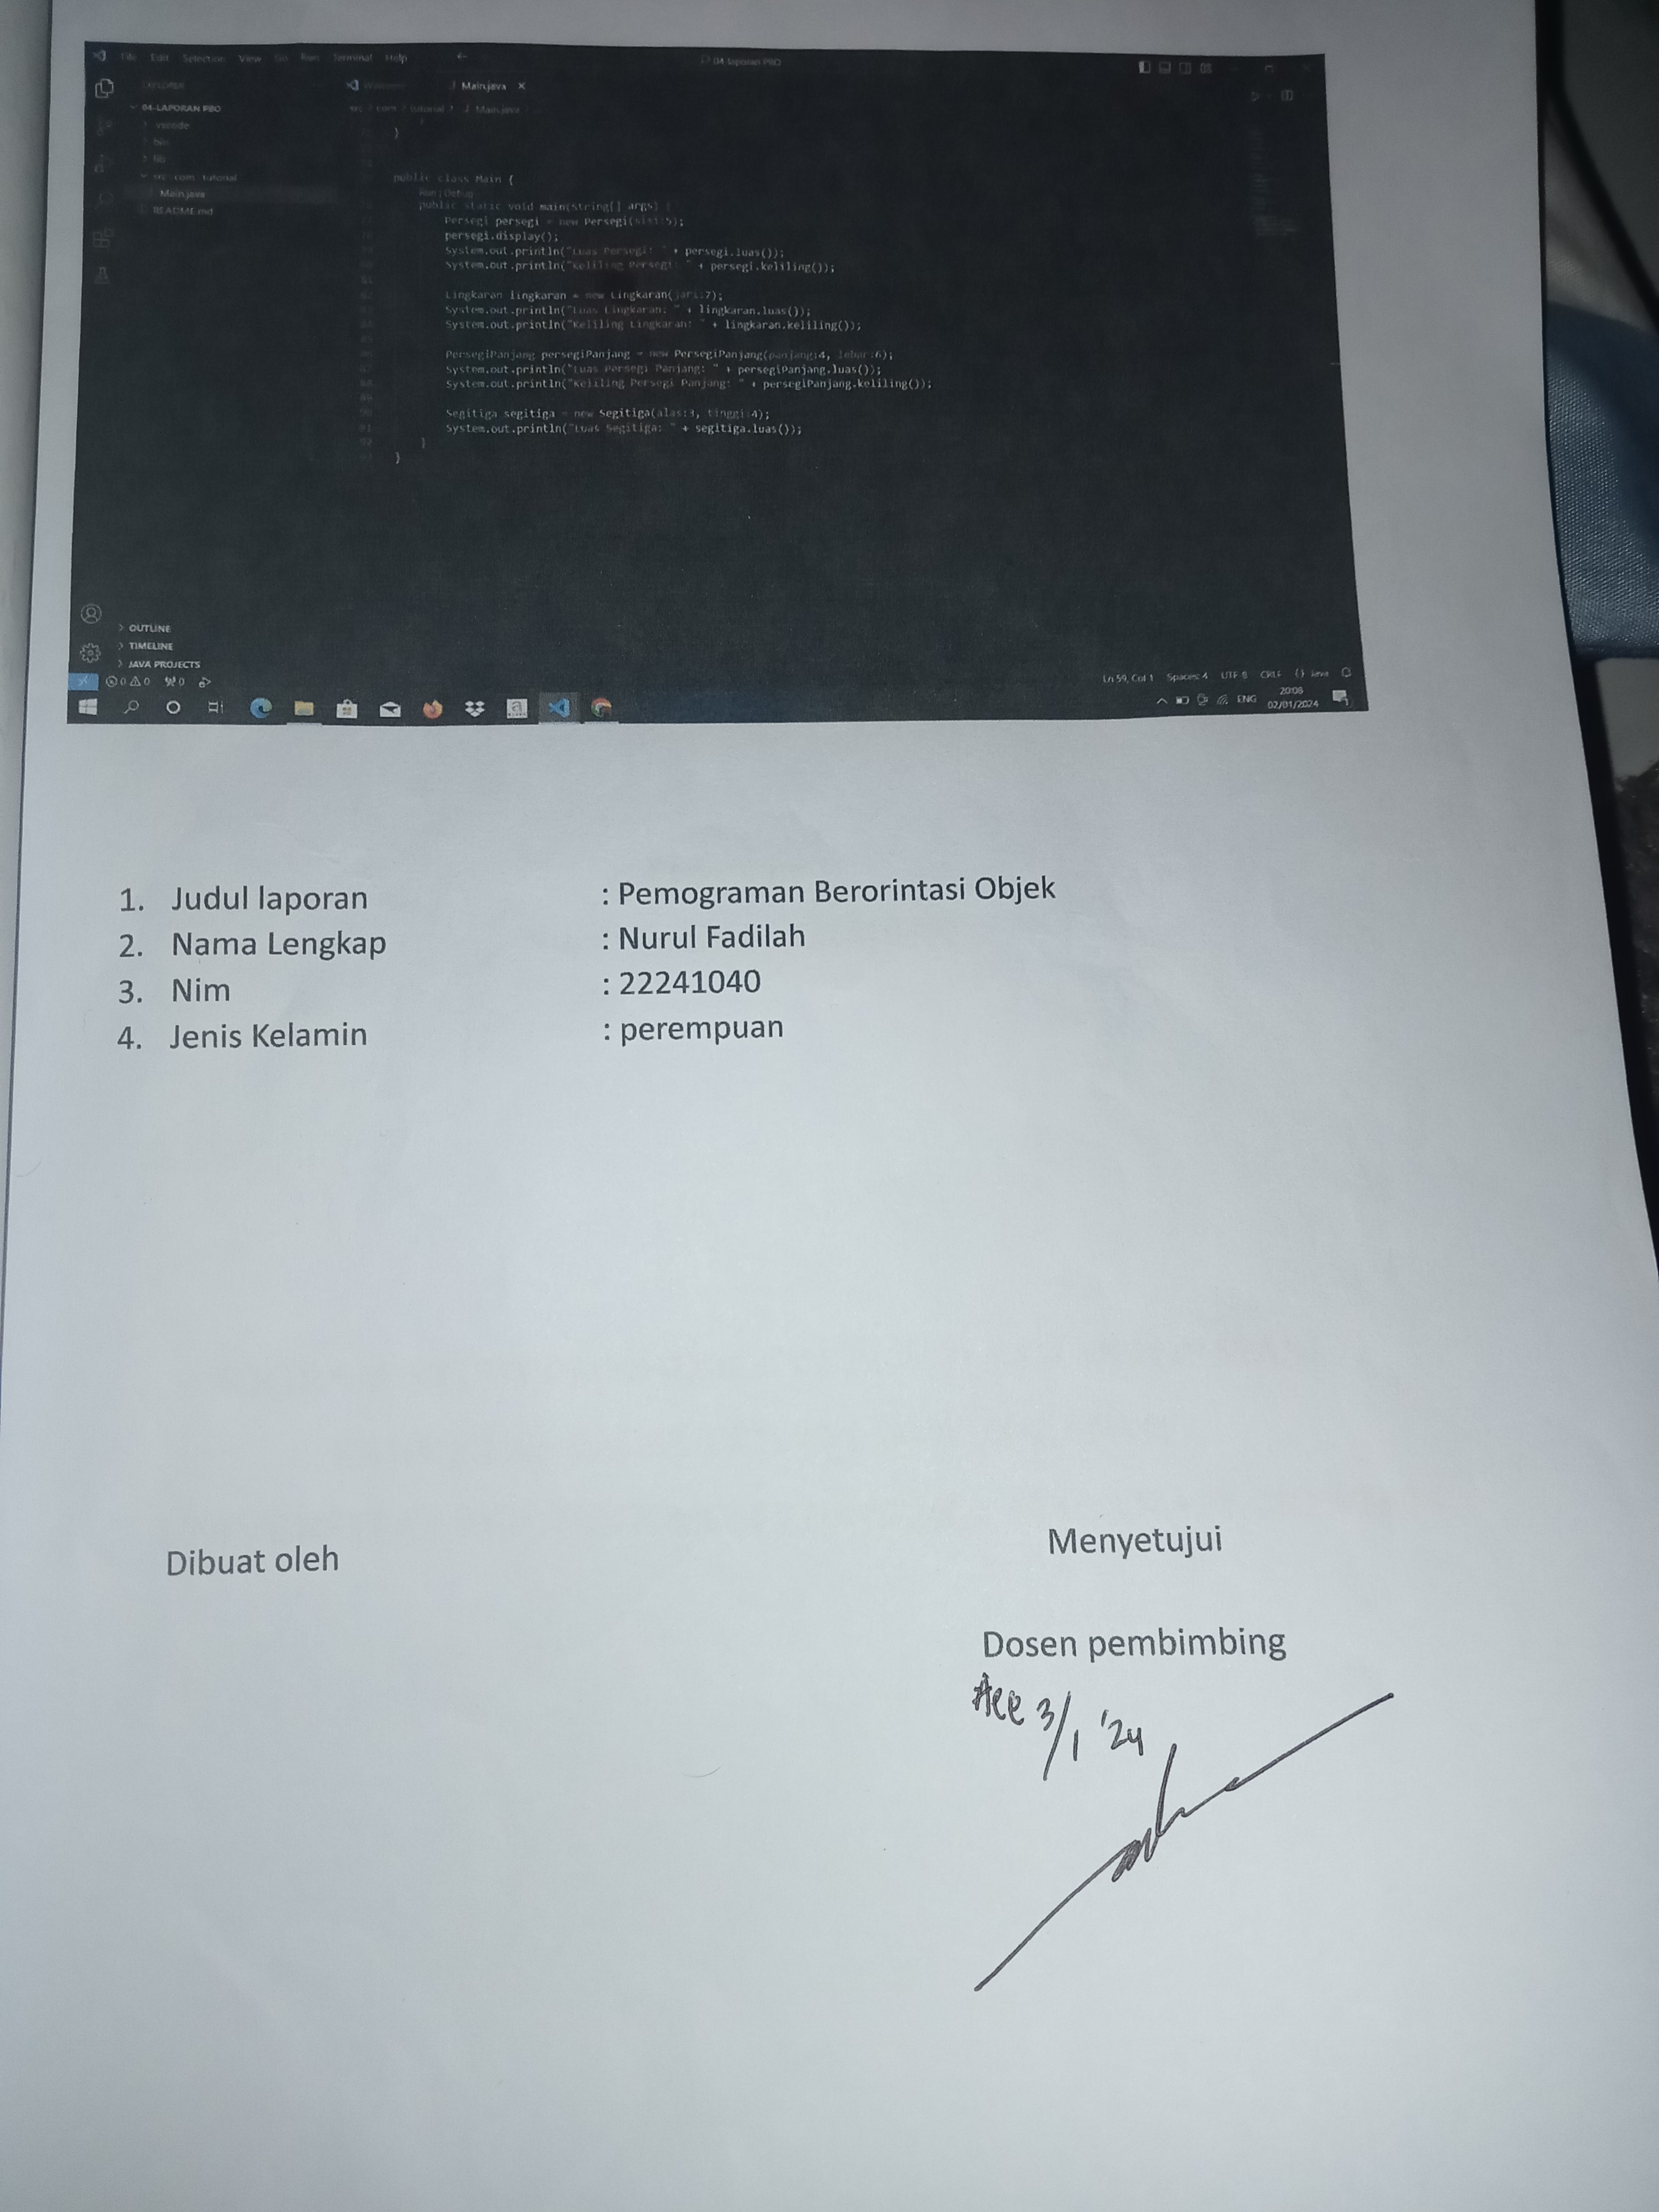 File Edit Selection View Go Run Terminal Help
04-laporan PBO
EXPLORER
Main.java
04-LAPORAN PBO
src com tutorial Main.java
.vscode
bin
lib
src com tutorial
Main.java
README.md
}
public class Main {
Run | Debug
public static void main(String[] args) {
Persegi persegi = new Persegi(sisi:5);
persegi.display();
System.out.println("Luas Persegi: " + persegi.luas());
System.out.println("Keliling Persegi: " + persegi.keliling());
Lingkaran lingkaran = new Lingkaran(jari:7);
System.out.println("Luas Lingkaran: " + lingkaran.luas());
System.out.println("Keliling Lingkaran: " + lingkaran.keliling());
PersegiPanjang persegiPanjang = new PersegiPanjang(panjang:4, lebar:6);
System.out.println("Luas Persegi Panjang: " + persegiPanjang.luas());
System.out.println("Keliling Persegi Panjang: " + persegiPanjang.keliling());
Segitiga segitiga = new Segitiga(alas:3, tinggi:4);
System.out.println("Luas Segitiga: " + segitiga.luas());
}
}
OUTLINE
TIMELINE
JAVA PROJECTS
0 0 0
Ln 59, Col 1 Spaces: 4 UTF-8 CRLF {} Java
ENG
20:08
02/01/2024
1. Judul laporan : Pemograman Berorintasi Objek
2. Nama Lengkap : Nurul Fadilah
3. Nim : 22241040
4. Jenis Kelamin : perempuan
Dibuat oleh
Menyetujui
Dosen pembimbing
Acc 3/1 '24